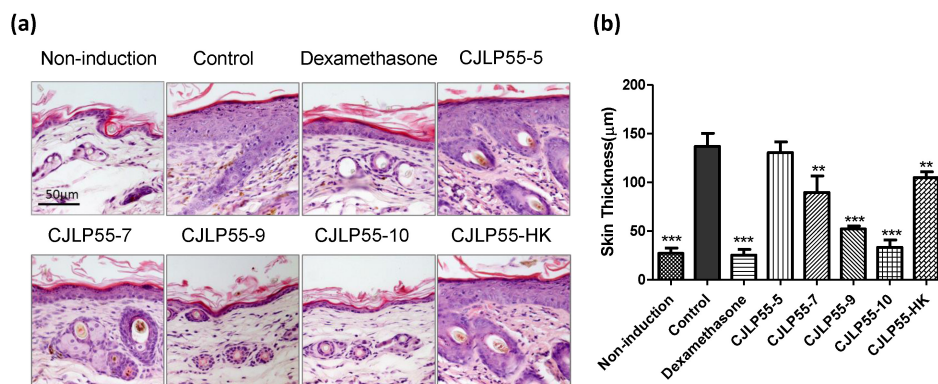 (a)
Non-induction Control Dexamethasone CJLP55-5
50μm
CJLP55-7 CJLP55-9 CJLP55-10 CJLP55-HK
(b)
Skin Thickness(μm)
200
150
100
50
0
***
***
**
***
***
**
Non-induction
Control
Dexamethasone
CJLP55-5
CJLP55-7
CJLP55-9
CJLP55-10
CJLP55-HK